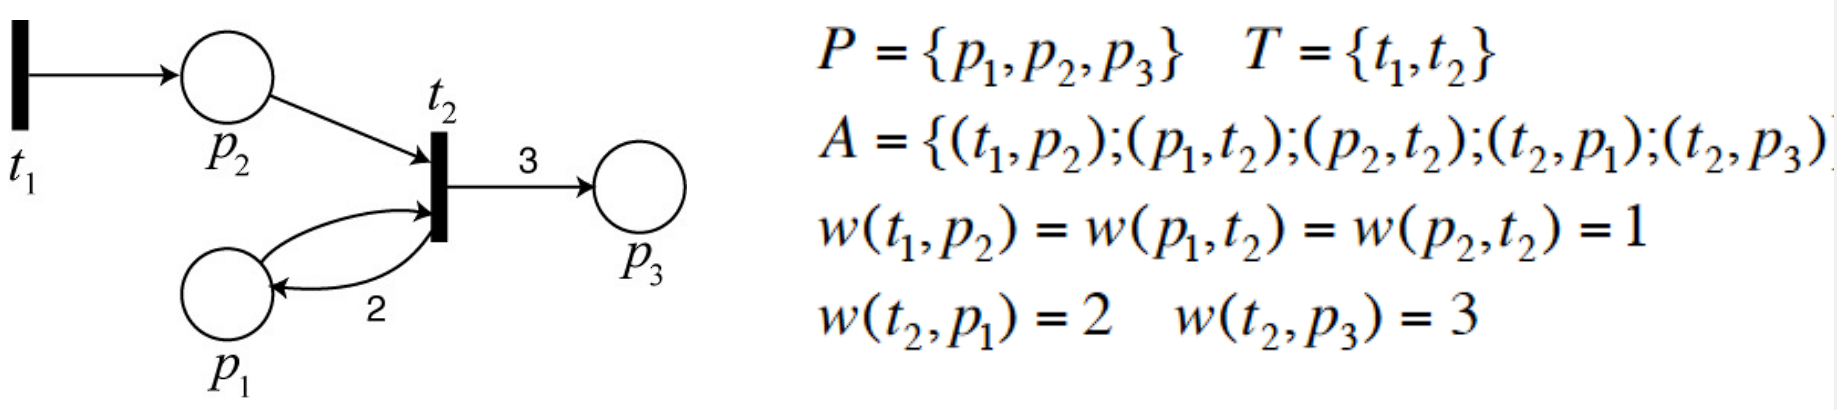 t₁
p₂
t₂
3
p₃
2
p₁
P = {p₁, p₂, p₃} T = {t₁, t₂}
A = {(t₁, p₂);(p₁, t₂);(p₂, t₂);(t₂, p₁);(t₂, p₃)
w(t₁, p₂) = w(p₁, t₂) = w(p₂, t₂) = 1
w(t₂, p₁) = 2 w(t₂, p₃) = 3